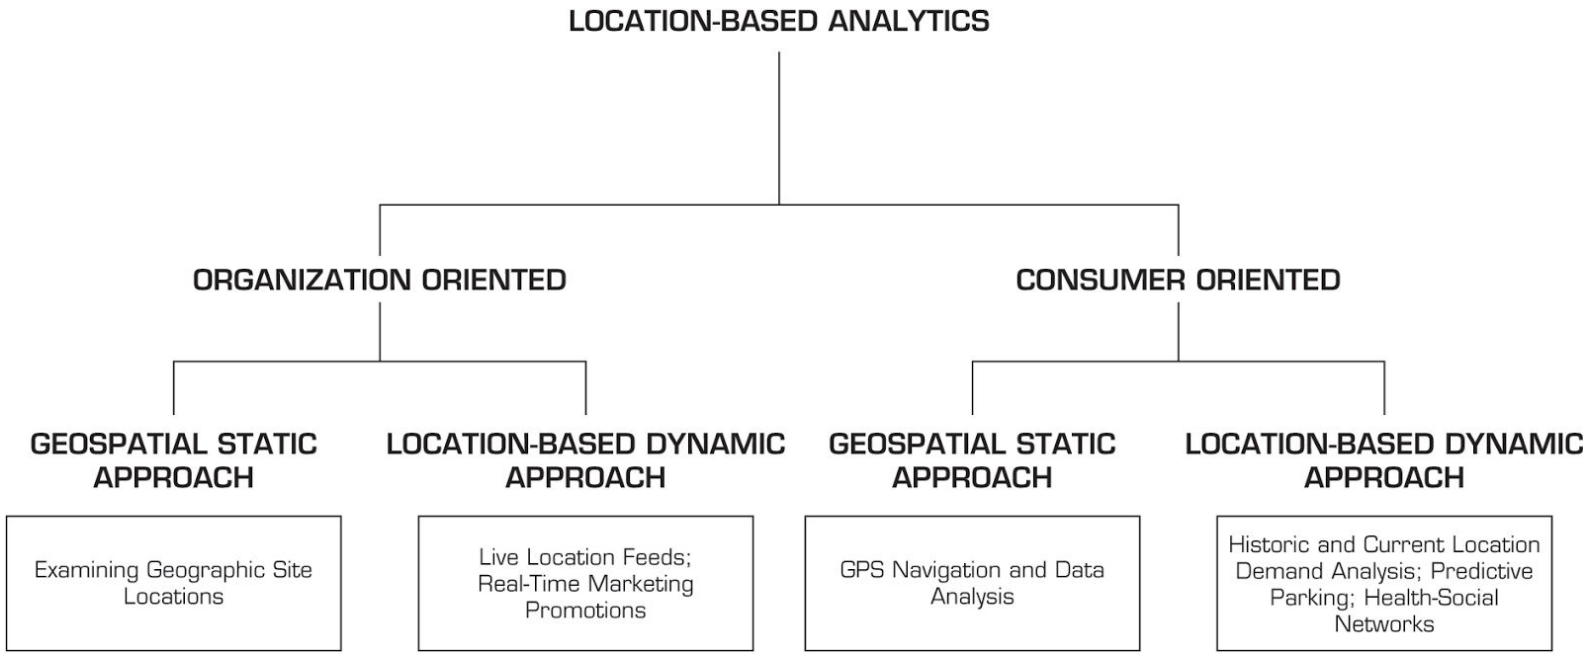 LOCATION-BASED ANALYTICS
ORGANIZATION ORIENTED
CONSUMER ORIENTED
GEOSPATIAL STATIC
APPROACH
LOCATION-BASED DYNAMIC
APPROACH
GEOSPATIAL STATIC
APPROACH
LOCATION-BASED DYNAMIC
APPROACH
Examining Geographic Site
Locations
Live Location Feeds;
Real-Time Marketing
Promotions
GPS Navigation and Data
Analysis
Historic and Current Location
Demand Analysis; Predictive
Parking; Health-Social
Networks